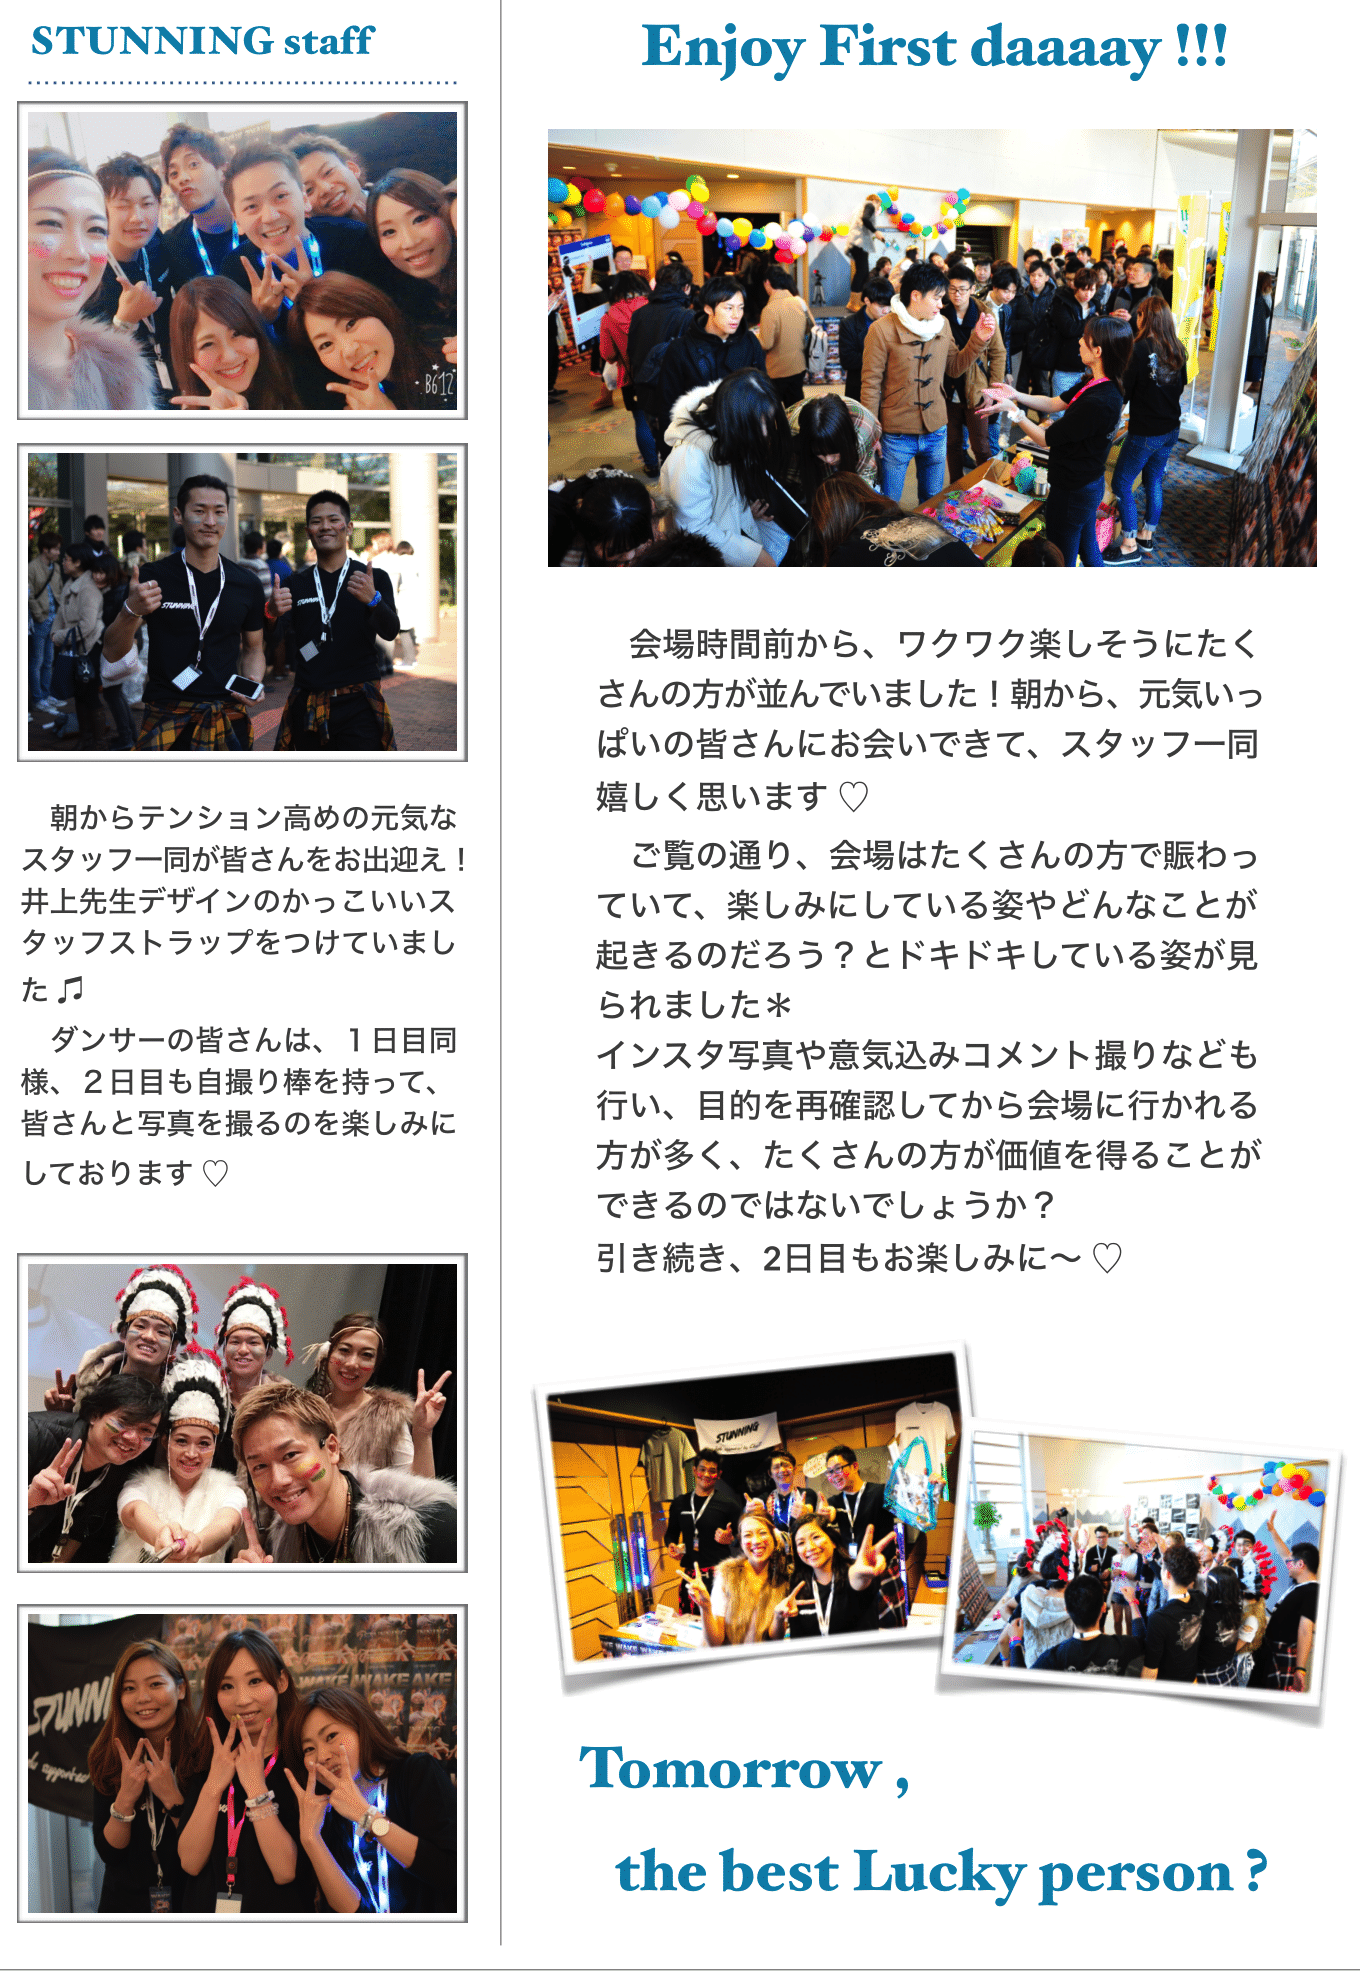 STUNNING staff
B612
STUNNING
朝からテンション高めの元気な
スタッフ一同が皆さんをお出迎え！
井上先生デザインのかっこいいス
タッフストラップをつけていまし
た ♫
ダンサーの皆さんは、１日目同
様、２日目も自撮り棒を持って、
皆さんと写真を撮るのを楽しみに
しております ♡
STUNNI
WAKE WAKE AKE
Enjoy First daaaay !!!
会場時間前から、ワクワク楽しそうにたく
さんの方が並んでいました！朝から、元気いっ
ぱいの皆さんにお会いできて、スタッフ一同
嬉しく思います ♡
ご覧の通り、会場はたくさんの方で賑わっ
ていて、楽しみにしている姿やどんなことが
起きるのだろう？とドキドキしている姿が見
られました＊
インスタ写真や意気込みコメント撮りなども
行い、目的を再確認してから会場に行かれる
方が多く、たくさんの方が価値を得ることが
できるのではないでしょうか？
引き続き、2日目もお楽しみに〜 ♡
STUNNING
WAKE WAKE
Tomorrow ,
the best Lucky person ?